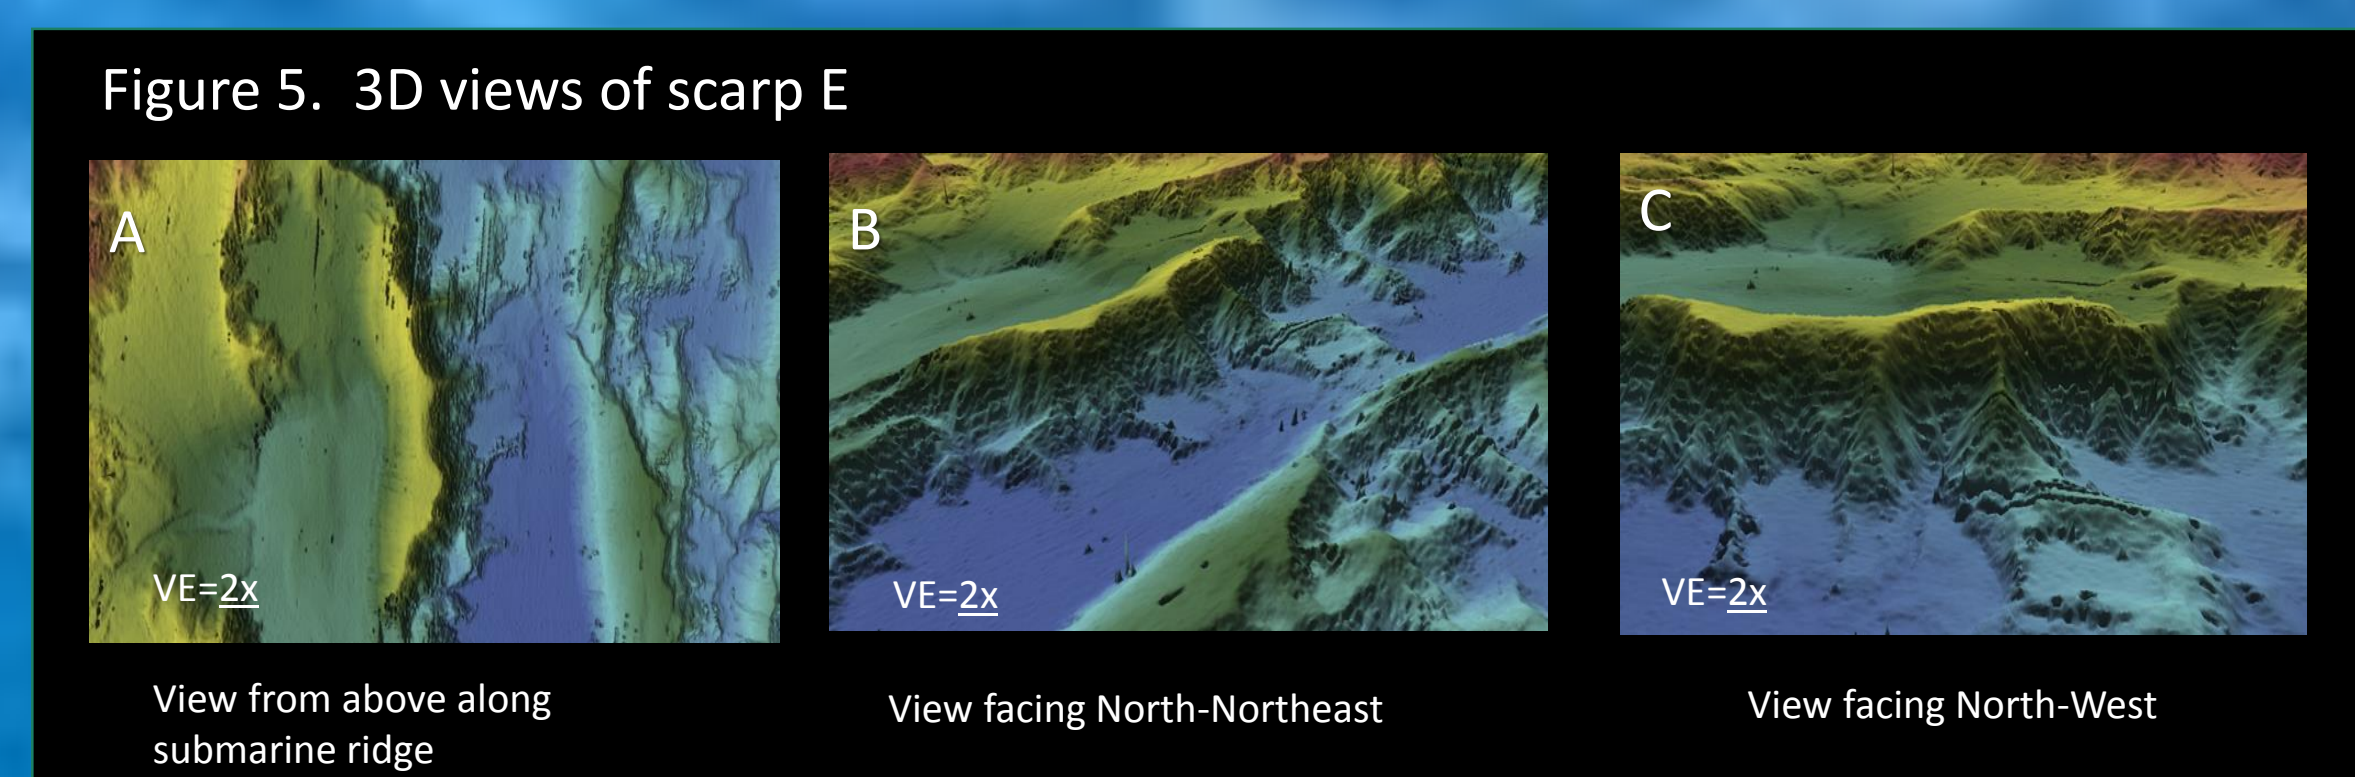 Figure 5.  3D views of scarp E
A
VE=2x
View from above along
submarine ridge
B
VE=2x
View facing North-Northeast
C
VE=2x
View facing North-West